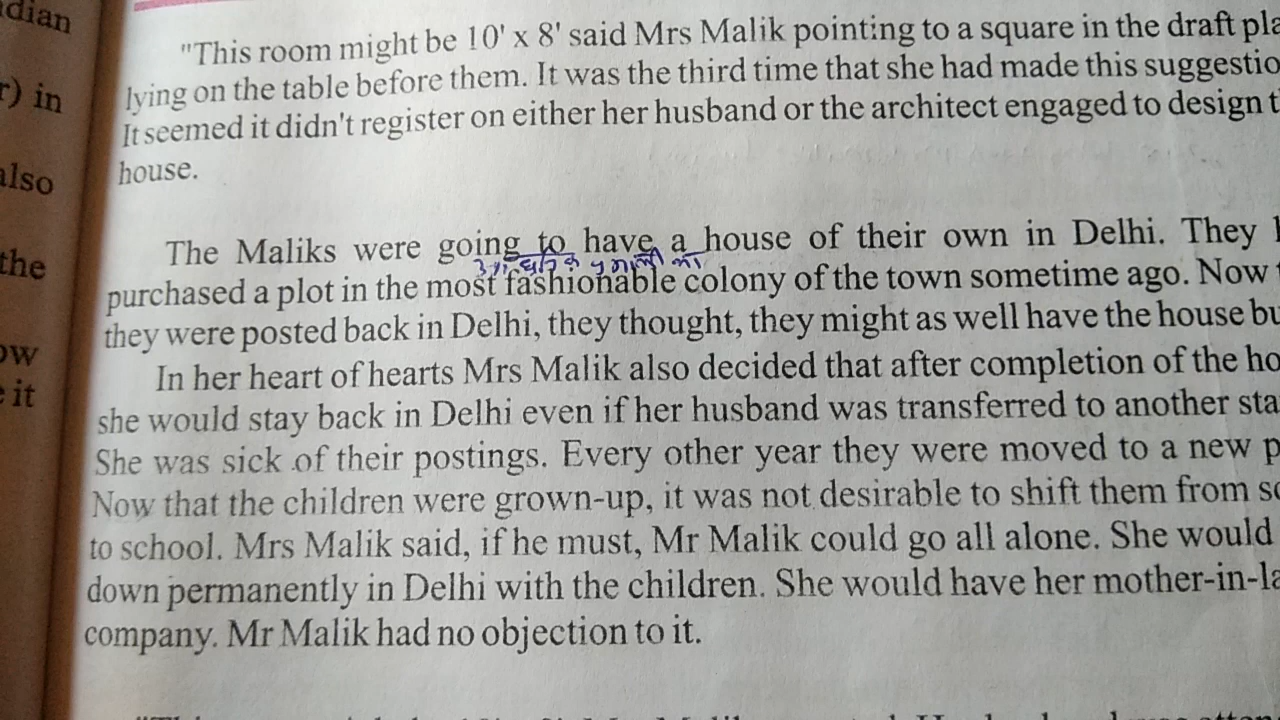 dian
r) in
also
the
ow
it
"This room might be 10' x 8' said Mrs Malik pointing to a square in the draft
lying on the table before them. It was the third time that she had made this
It seemed it didn't register on either her husband or the architect engaged to design
house.
The Maliks were going to have a house of their own in Delhi. They
purchased a plot in the most fashionable colony of the town sometime ago. Now
they were posted back in Delhi, they thought, they might as well have the house
In her heart of hearts Mrs Malik also decided that after completion of the
she would stay back in Delhi even if her husband was transferred to another
She was sick of their postings. Every other year they were moved to a new
Now that the children were grown-up, it was not desirable to shift them from
to school. Mrs Malik said, if he must, Mr Malik could go all alone. She would
down permanently in Delhi with the children. She would have her
company. Mr Malik had no objection to it.